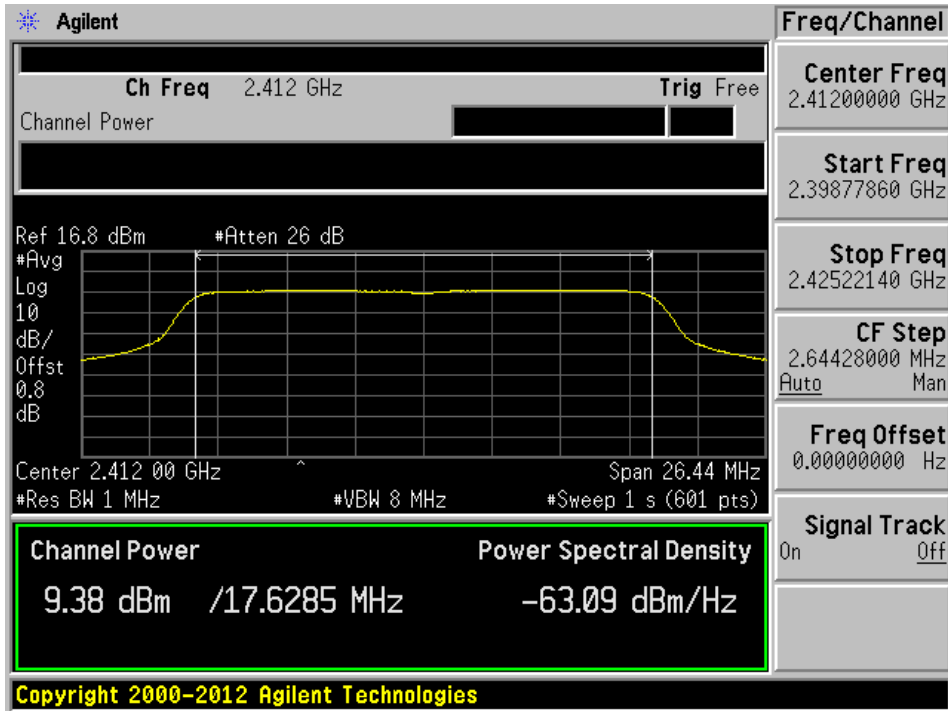 Agilent
Freq/Channel
Ch Freq 2.412 GHz Trig Free
Channel Power
Center Freq
2.41200000 GHz
Start Freq
2.39877860 GHz
Stop Freq
2.42522140 GHz
CF Step
2.64428000 MHz
Auto Man
Freq Offset
0.00000000 Hz
Signal Track
On Off
Ref 16.8 dBm #Atten 26 dB
#Avg
Log
10
dB/
Offst
0.8
dB
Center 2.412 00 GHz ^ Span 26.44 MHz
#Res BW 1 MHz #VBW 8 MHz #Sweep 1 s (601 pts)
Channel Power Power Spectral Density
9.38 dBm /17.6285 MHz -63.09 dBm/Hz
Copyright 2000-2012 Agilent Technologies